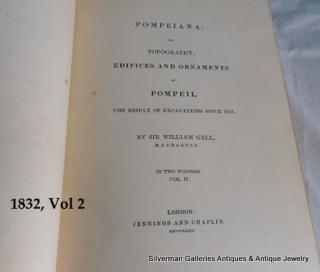 POMPEIANA:
THE
TOPOGRAPHY,
EDIFICES AND ORNAMENTS
OF
POMPEII,
THE RESULT OF EXCAVATIONS SINCE 1819.
BY SIR WILLIAM GELL,
IN TWO VOLUMES
VOL. II.
1832, Vol 2
LONDON:
JENNINGS AND CHAPLIN.
Silverman Galleries Antiques & Antique Jewelry